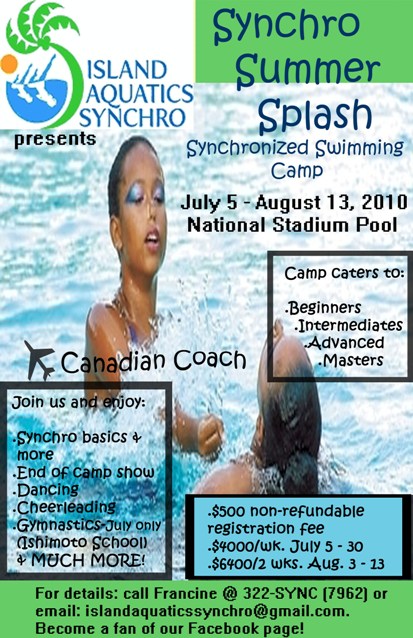 ISLAND
AQUATICS
SYNCHRO
presents
Synchro
Summer
Splash
Synchronized Swimming
Camp
July 5 - August 13, 2010
National Stadium Pool
Camp caters to:
.Beginners
.Intermediates
.Advanced
.Masters
Canadian Coach
Join us and enjoy:
.Synchro basics &
more
.End of camp show
.Dancing
.Cheerleading
.Gymnastics-July only
(Ishimoto School)
& MUCH MORE!
.$500 non-refundable
registration fee
.$4000/wk. July 5 - 30
.$6400/2 wks. Aug. 3 - 13
For details: call Francine @ 322-SYNC (7962) or
email: islandaquaticssynchro@gmail.com.
Become a fan of our Facebook page!